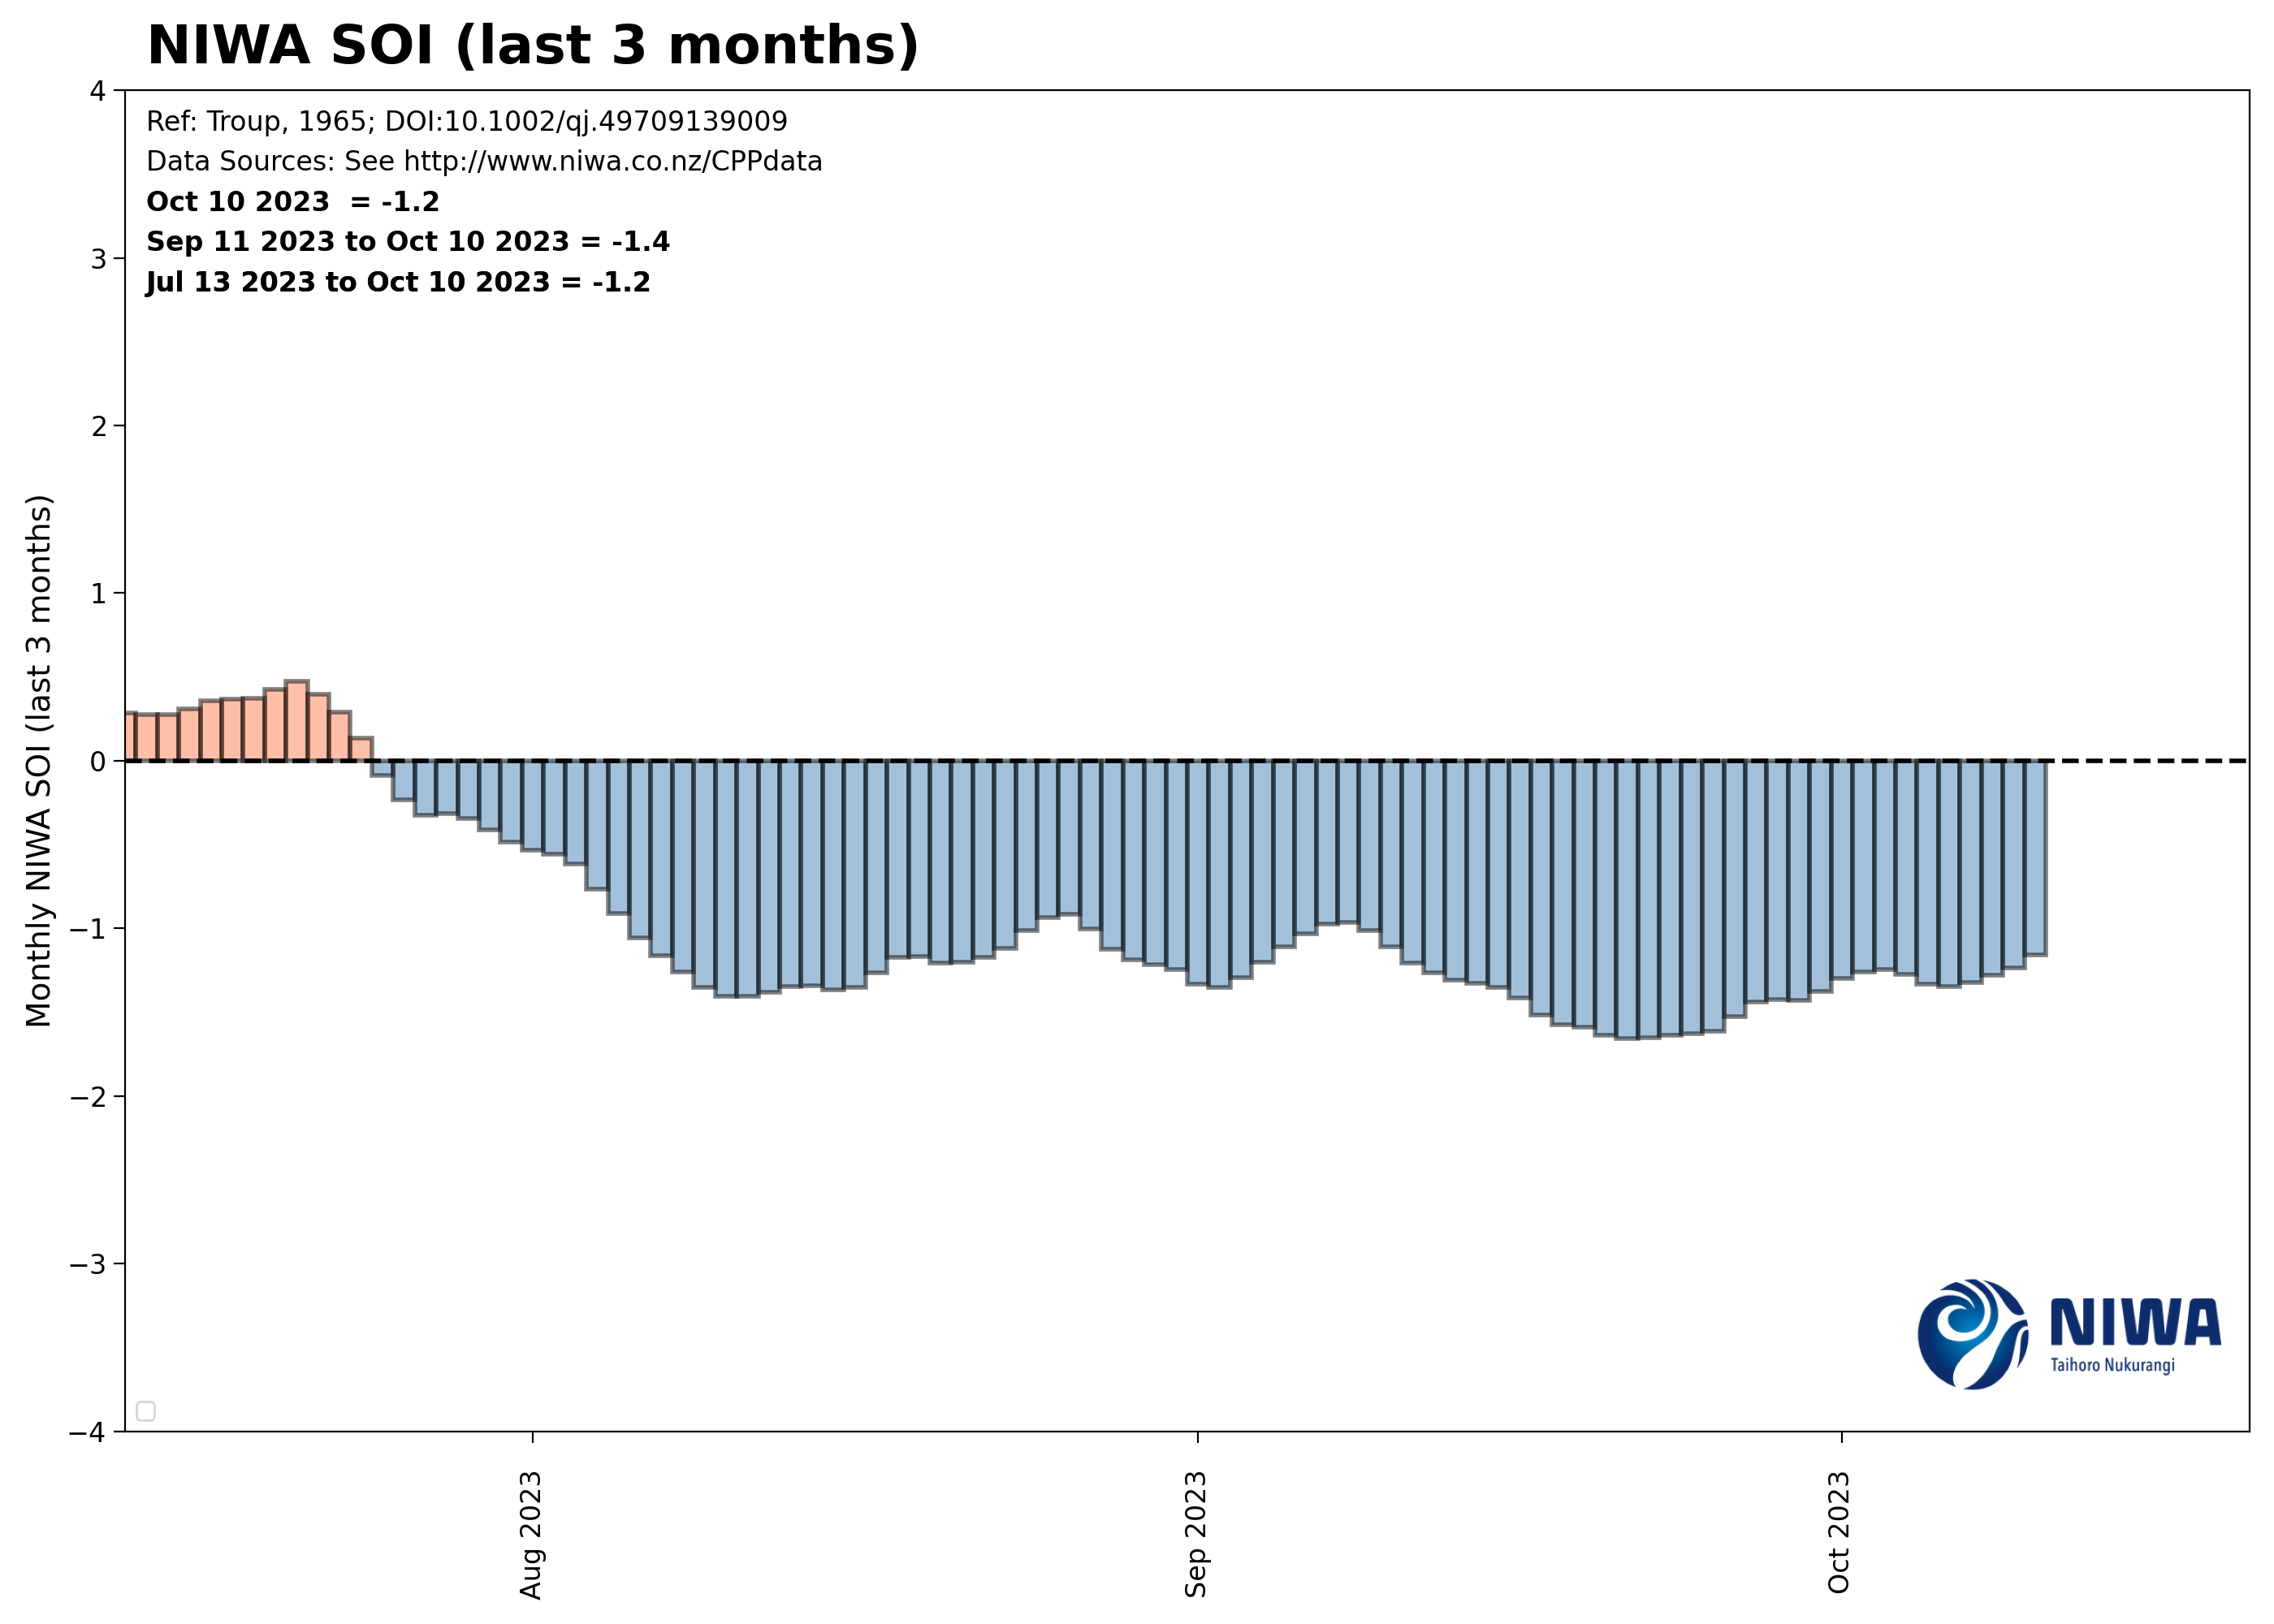 NIWA SOI (last 3 months)
Ref: Troup, 1965; DOI:10.1002/qj.49709139009
Data Sources: See http://www.niwa.co.nz/CPPdata
Oct 10 2023  = -1.2
Sep 11 2023 to Oct 10 2023 = -1.4
Jul 13 2023 to Oct 10 2023 = -1.2
Monthly NIWA SOI (last 3 months)
4
3
2
1
0
−1
−2
−3
−4
NIWA
Taihoro Nukurangi
Aug 2023
Sep 2023
Oct 2023